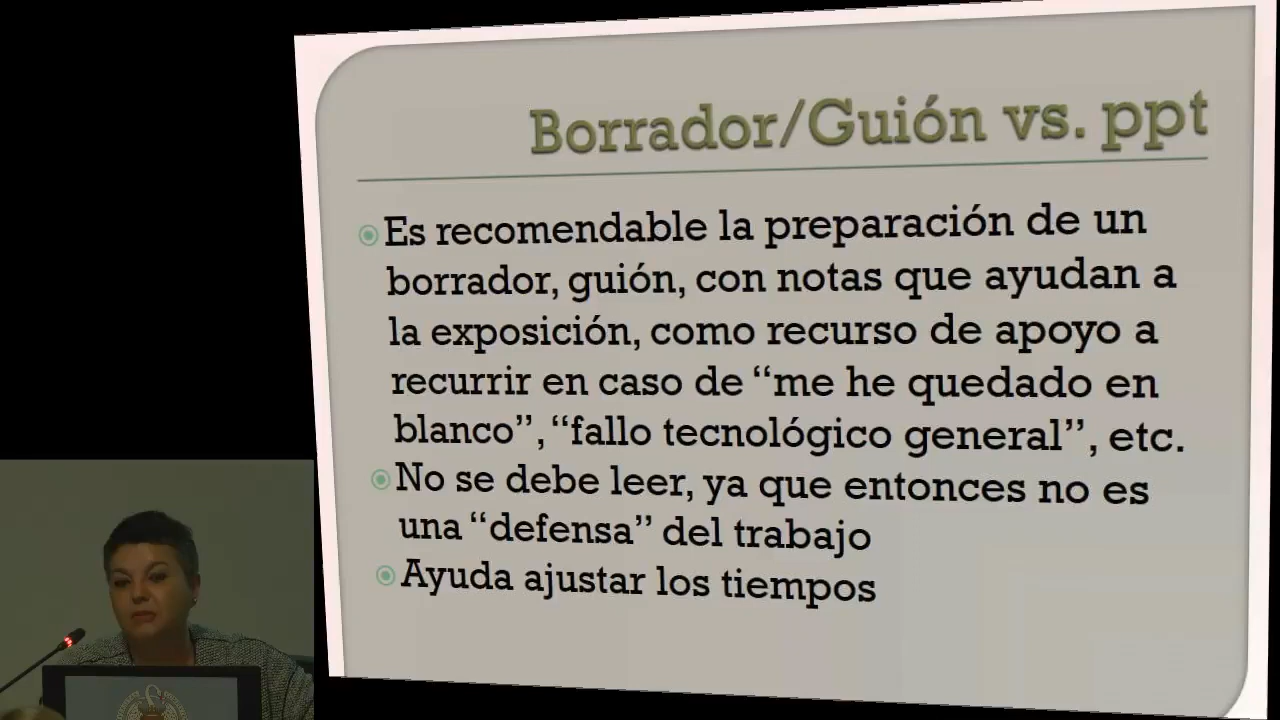 Borrador/Guión vs. ppt
Es recomendable la preparación de un
borrador, guión, con notas que ayudan a
la exposición, como recurso de apoyo a
recurrir en caso de “me he quedado en
blanco”, “fallo tecnológico general”, etc.
No se debe leer, ya que entonces no es
una “defensa” del trabajo
Ayuda ajustar los tiempos